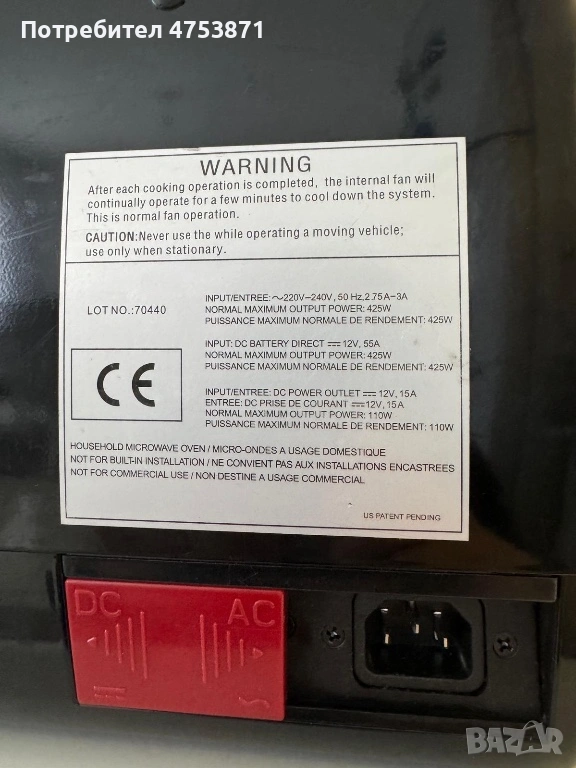 Потребител 4753871
WARNING
After each cooking operation is completed, the internal fan will
continually operate for a few minutes to cool down the system.
This is normal fan operation.
CAUTION:Never use the while operating a moving vehicle;
use only when stationary.
LOT NO.:70440
INPUT/ENTREE:~220V-240V, 50 Hz, 2.75 A-3A
NORMAL MAXIMUM OUTPUT POWER: 425W
PUISSANCE MAXIMUM NORMALE DE RENDEMENT: 425W
INPUT: DC BATTERY DIRECT ⎓12V, 55A
NORMAL MAXIMUM OUTPUT POWER: 425W
PUISSANCE MAXIMUM NORMALE DE RENDEMENT: 425W
CE
INPUT/ENTREE: DC POWER OUTLET ⎓ 12V, 15A
ENTREE: DC PRISE DE COURANT ⎓12V, 15 A
NORMAL MAXIMUM OUTPUT POWER: 110W
PUISSANCE MAXIMUM NORMALE DE RENDEMENT: 110W
HOUSEHOLD MICROWAVE OVEN / MICRO-ONDES A USAGE DOMESTIQUE
NOT FOR BUILT-IN INSTALLATION / NE CONVIENT PAS AUX INSTALLATIONS ENCASTREES
NOT FOR COMMERCIAL USE / NON DESTINE A USAGE COMMERCIAL
US PATENT PENDING
DC AC
BAZAR